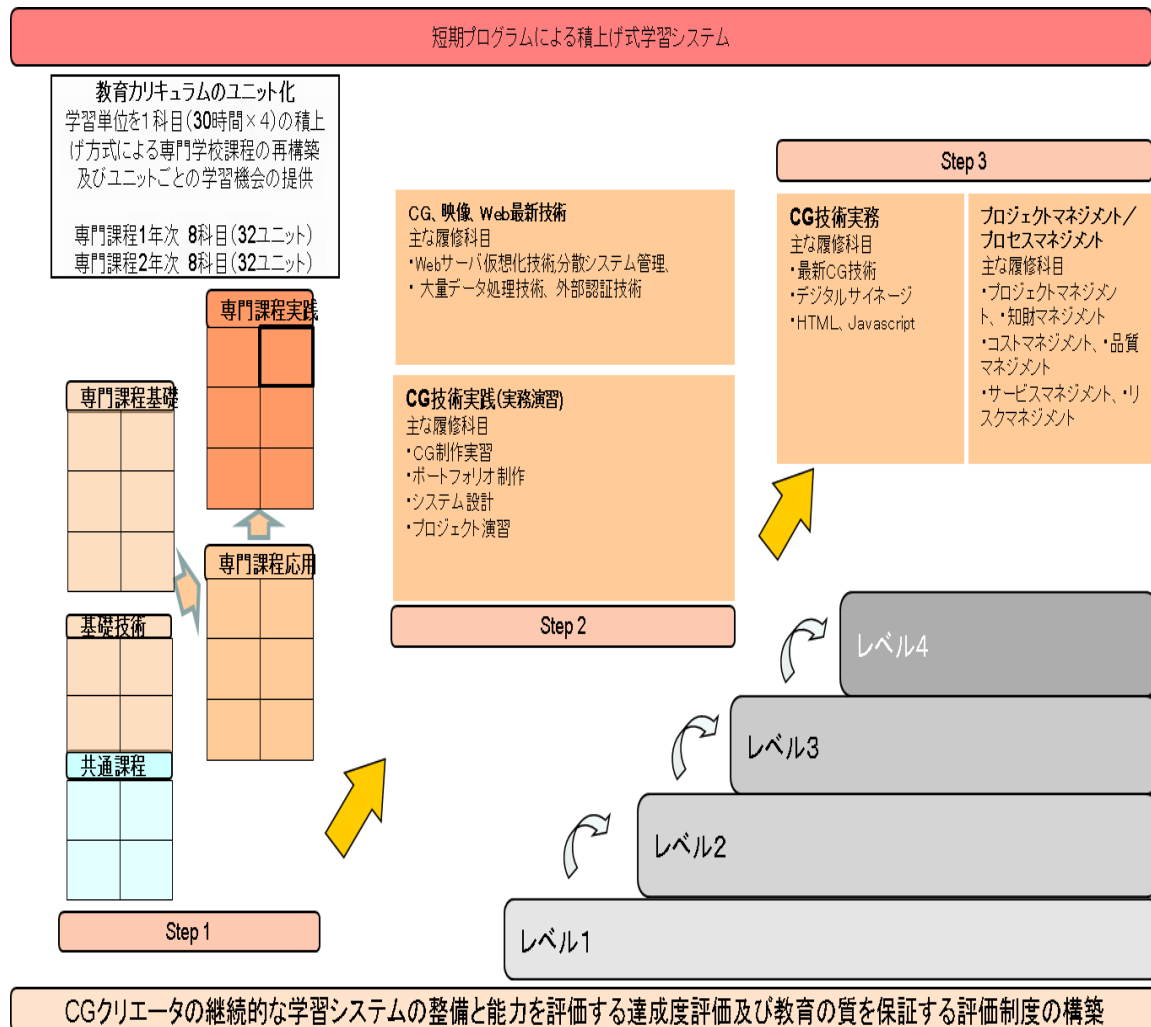 短期プログラムによる積上げ式学習システム
教育カリキュラムのユニット化
学習単位を1科目(30時間×4)の積上
げ方式による専門学校課程の再構築
及びユニットごとの学習機会の提供
専門課程1年次 8科目(32ユニット)
専門課程2年次 8科目(32ユニット)
専門課程実践
専門課程基礎
専門課程応用
基礎技術
共通課程
Step 1
CG、映像、Web最新技術
主な履修科目
・Webサーバ仮想化技術,分散システム管理、
・ 大量データ処理技術、外部認証技術
CG技術実践(実務演習)
主な履修科目
・CG制作実習
・ポートフォリオ制作
・システム設計
・プロジェクト演習
Step 2
Step 3
CG技術実務
主な履修科目
・最新CG技術
・デジタルサイネージ
・HTML、Javascript
プロジェクトマネジメント／
プロセスマネジメント
主な履修科目
・プロジェクトマネジメン
ト、・知財マネジメント
・コストマネジメント、・品質
マネジメント
・サービスマネジメント、・リ
スクマネジメント
レベル4
レベル3
レベル2
レベル1
CGクリエータの継続的な学習システムの整備と能力を評価する達成度評価及び教育の質を保証する評価制度の構築